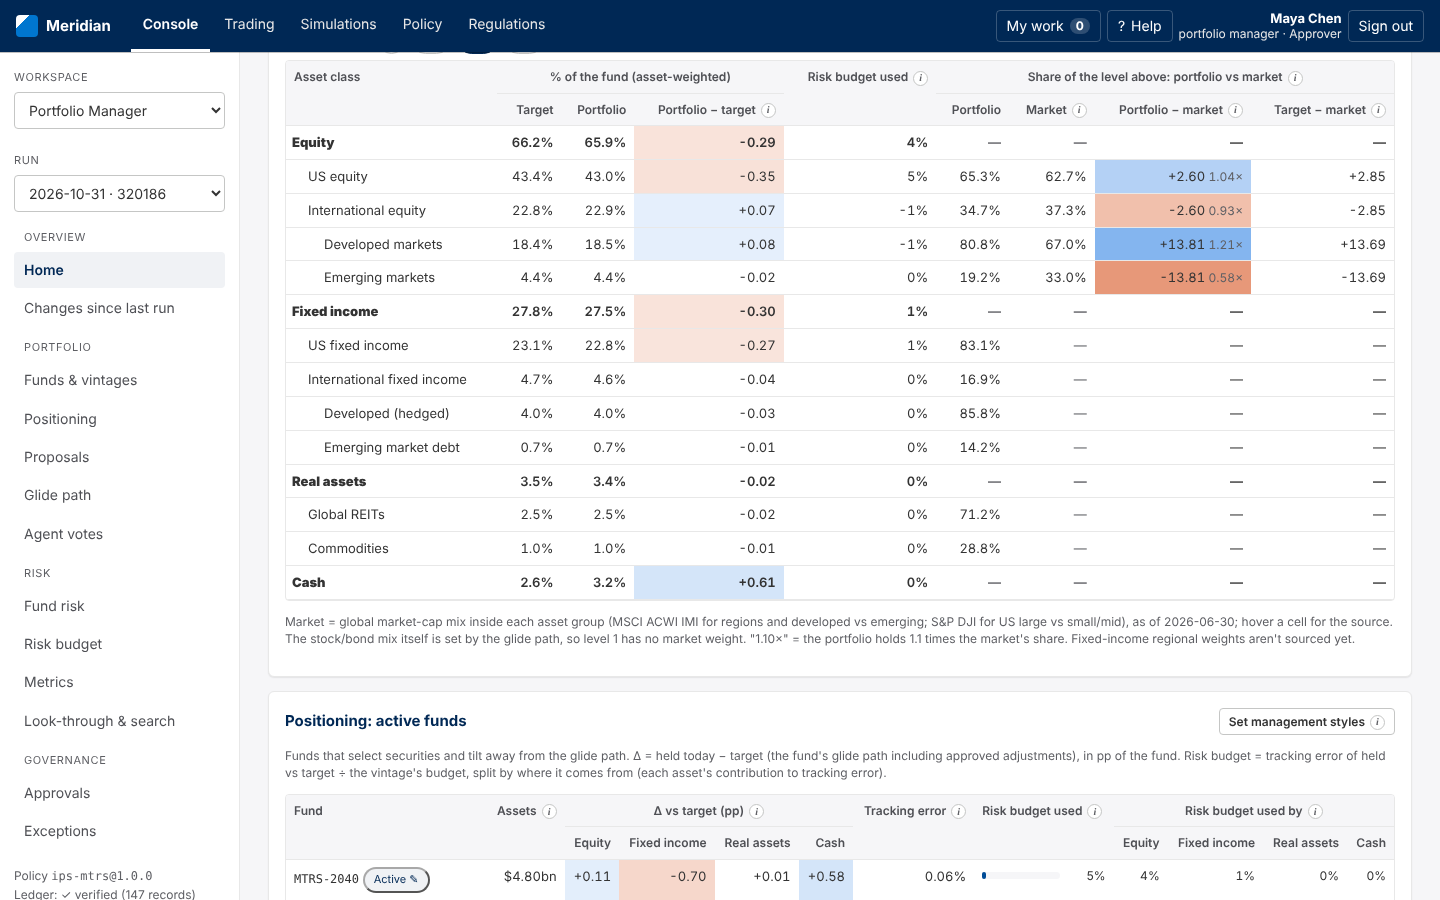 Meridian
Console Trading Simulations Policy Regulations
My work 0
? Help
Maya Chen
portfolio manager · Approver
Sign out
WORKSPACE
Portfolio Manager
RUN
2026-10-31 · 320186
OVERVIEW
Home
Changes since last run
PORTFOLIO
Funds & vintages
Positioning
Proposals
Glide path
Agent votes
RISK
Fund risk
Risk budget
Metrics
Look-through & search
GOVERNANCE
Approvals
Exceptions
Policy ips-mtrs@1.0.0
Ledger: ✓ verified (147 records)
Asset class % of the fund (asset-weighted) Risk budget used i Share of the level above: portfolio vs market i
Target Portfolio Portfolio − target i Portfolio Market i Portfolio − market i Target − market i
Equity 66.2% 65.9% -0.29 4% — — — —
US equity 43.4% 43.0% -0.35 5% 65.3% 62.7% +2.60 1.04× +2.85
International equity 22.8% 22.9% +0.07 -1% 34.7% 37.3% -2.60 0.93× -2.85
Developed markets 18.4% 18.5% +0.08 -1% 80.8% 67.0% +13.81 1.21× +13.69
Emerging markets 4.4% 4.4% -0.02 0% 19.2% 33.0% -13.81 0.58× -13.69
Fixed income 27.8% 27.5% -0.30 1% — — — —
US fixed income 23.1% 22.8% -0.27 1% 83.1% — — —
International fixed income 4.7% 4.6% -0.04 0% 16.9% — — —
Developed (hedged) 4.0% 4.0% -0.03 0% 85.8% — — —
Emerging market debt 0.7% 0.7% -0.01 0% 14.2% — — —
Real assets 3.5% 3.4% -0.02 0% — — — —
Global REITs 2.5% 2.5% -0.02 0% 71.2% — — —
Commodities 1.0% 1.0% -0.01 0% 28.8% — — —
Cash 2.6% 3.2% +0.61 0% — — — —
Market = global market-cap mix inside each asset group (MSCI ACWI IMI for regions and developed vs emerging; S&P DJI for US large vs small/mid), as of 2026-06-30; hover a cell for the source.
The stock/bond mix itself is set by the glide path, so level 1 has no market weight. "1.10×" = the portfolio holds 1.1 times the market's share. Fixed-income regional weights aren't sourced yet.
Positioning: active funds
Set management styles i
Funds that select securities and tilt away from the glide path. Δ = held today − target (the fund's glide path including approved adjustments), in pp of the fund. Risk budget = tracking error of held
vs target ÷ the vintage's budget, split by where it comes from (each asset's contribution to tracking error).
Fund Assets i Δ vs target (pp) i Tracking error i Risk budget used i Risk budget used by i
Equity Fixed income Real assets Cash Equity Fixed income Real assets Cash
MTRS-2040 Active ✎ $4.80bn +0.11 -0.70 +0.01 +0.58 0.06% 5% 4% 1% 0% 0%